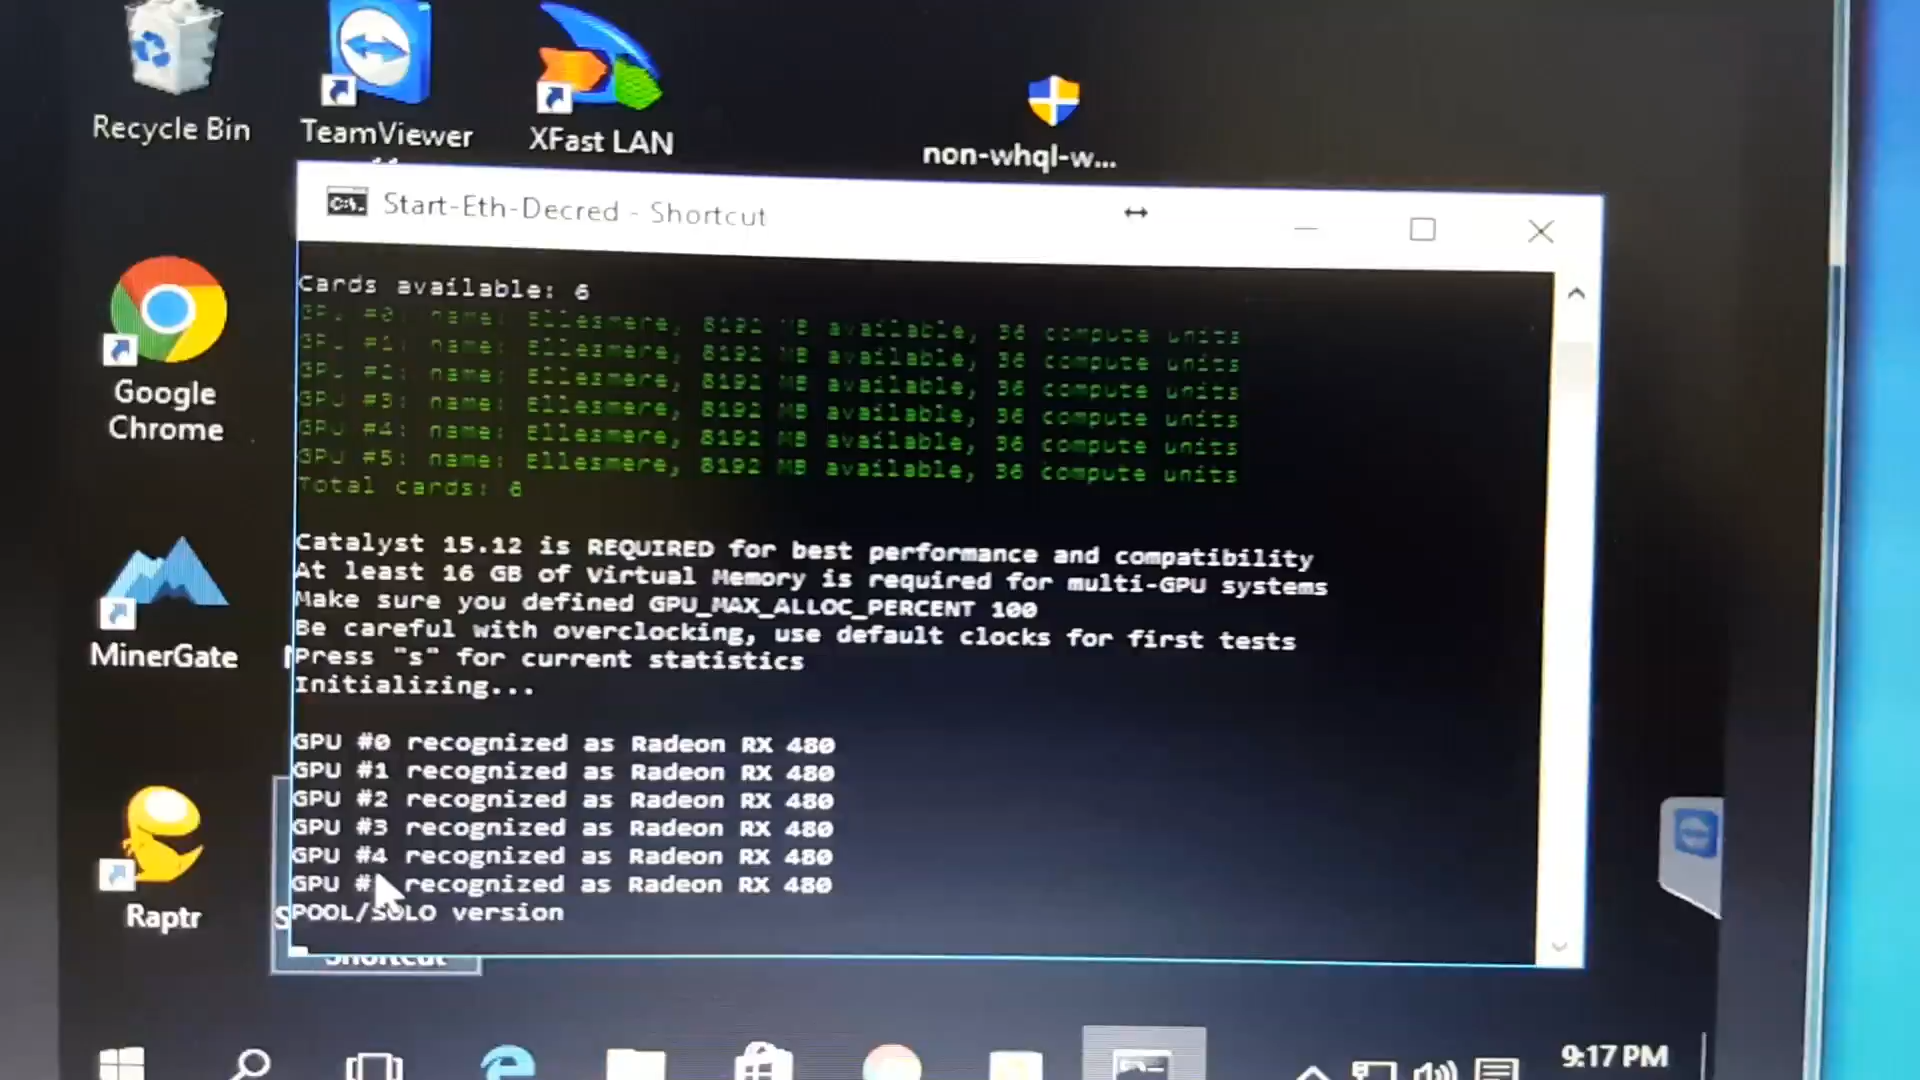 Recycle Bin
TeamViewer
XFast LAN
non-whql-w...
Start-Eth-Decred - Shortcut
Cards available: 6
GPU #0: name: Ellesmere, 8192 MB available, 36 compute units
GPU #1: name: Ellesmere, 8192 MB available, 36 compute units
GPU #2: name: Ellesmere, 8192 MB available, 36 compute units
GPU #3: name: Ellesmere, 8192 MB available, 36 compute units
GPU #4: name: Ellesmere, 8192 MB available, 36 compute units
GPU #5: name: Ellesmere, 8192 MB available, 36 compute units
Total cards: 6
Catalyst 15.12 is REQUIRED for best performance and compatibility
At least 16 GB of Virtual Memory is required for multi-GPU systems
Make sure you defined GPU_MAX_ALLOC_PERCENT 100
Be careful with overclocking, use default clocks for first tests
Press "s" for current statistics
Initializing...
GPU #0 recognized as Radeon RX 480
GPU #1 recognized as Radeon RX 480
GPU #2 recognized as Radeon RX 480
GPU #3 recognized as Radeon RX 480
GPU #4 recognized as Radeon RX 480
GPU # recognized as Radeon RX 480
POOL/SOLO version
Google
Chrome
MinerGate
Raptr
Shortcut
9:17 PM